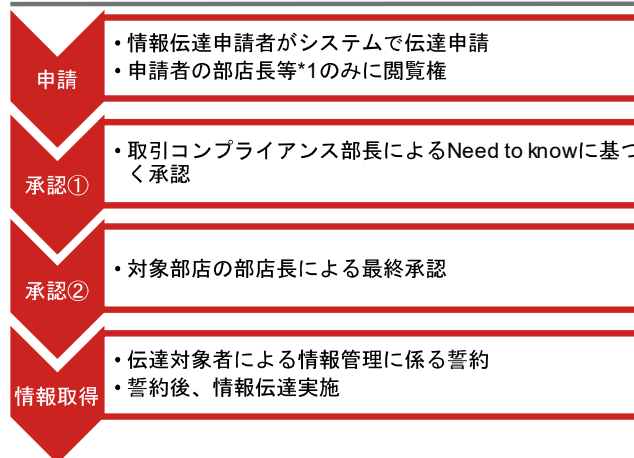 申請
・情報伝達申請者がシステムで伝達申請
・申請者の部店長等*1のみに閲覧権
承認①
・取引コンプライアンス部長によるNeed to knowに基づ
く承認
承認②
・対象部店の部店長による最終承認
情報取得
・伝達対象者による情報管理に係る誓約
・誓約後、情報伝達実施